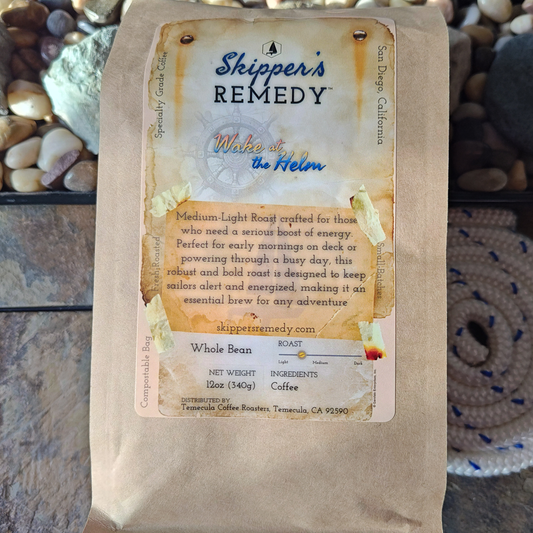 Skipper's
REMEDY™
Specialty Grade Coffee
San Diego, California
Wake at
the Helm
Medium-Light Roast crafted for those
who need a serious boost of energy.
Perfect for early mornings on deck or
powering through a busy day, this
robust and bold roast is designed to keep
sailors alert and energized, making it an
essential brew for any adventure
Fresh Roasted
Small Batches
skippersremedy.com
Compostable Bag
Whole Bean
ROAST
Light Medium Dark
NET WEIGHT
12oz (340g)
INGREDIENTS
Coffee
DISTRIBUTED BY
Temecula Coffee Roasters, Temecula, CA 92590